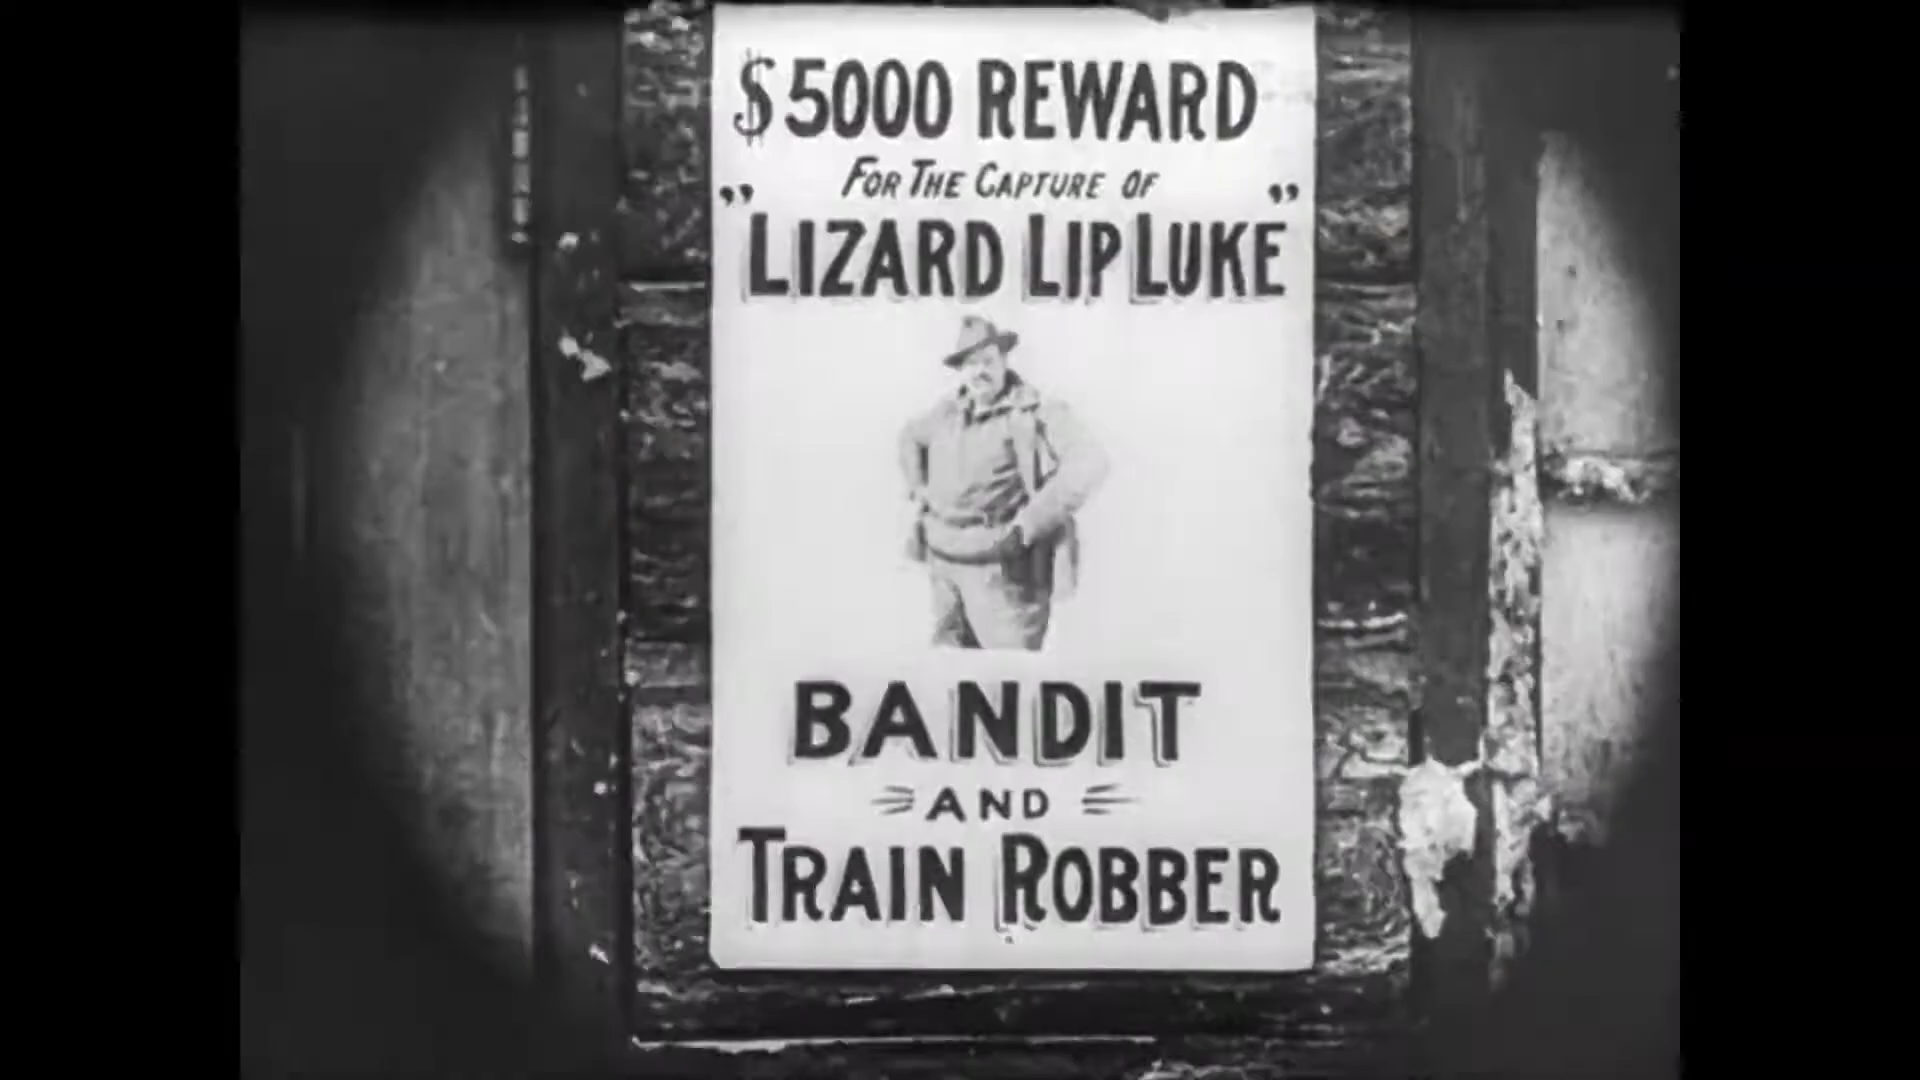 $5000 REWARD
FOR THE CAPTURE OF
"LIZARD LIP LUKE"
BANDIT
AND
TRAIN ROBBER